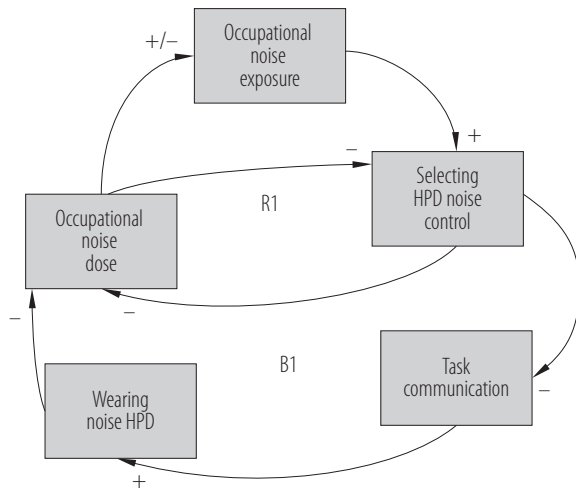 +/–
Occupational
noise
exposure
+
–
Selecting
HPD noise
control
R1
Occupational
noise
dose
–
–
B1
Task
communication
–
Wearing
noise HPD
+